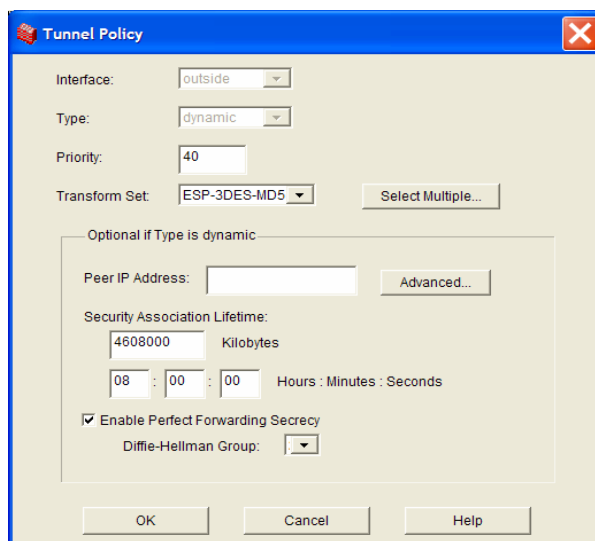 Tunnel Policy
Interface: outside
Type: dynamic
Priority: 40
Transform Set: ESP-3DES-MD5 Select Multiple...
Optional if Type is dynamic
Peer IP Address: Advanced...
Security Association Lifetime:
4608000 Kilobytes
08 : 00 : 00 Hours : Minutes : Seconds
Enable Perfect Forwarding Secrecy
Diffie-Hellman Group:
OK Cancel Help